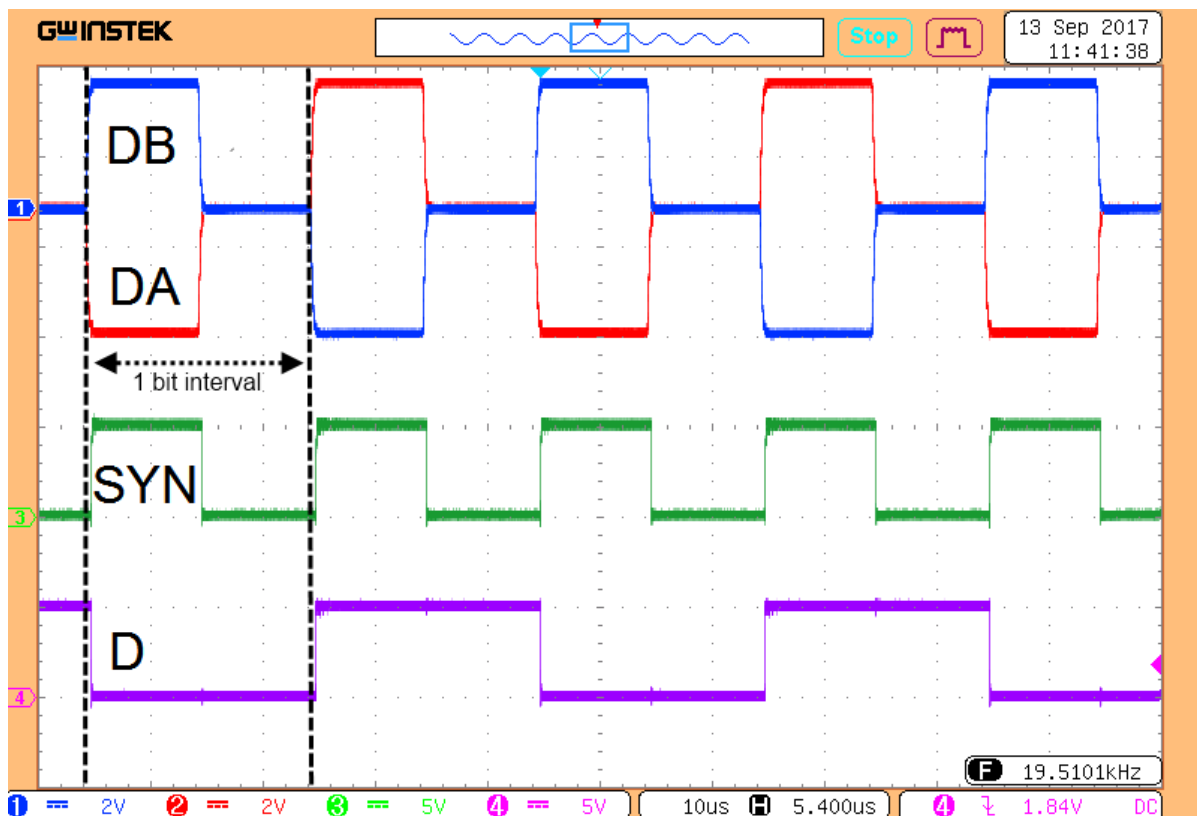 GWINSTEK
Stop
13 Sep 2017
11:41:38
DB
1
DA
1 bit interval
SYN
3
D
4
F 19.5101kHz
1 2V 2 2V 3 5V 4 5V 10us H 5.400us 4 1.84V DC